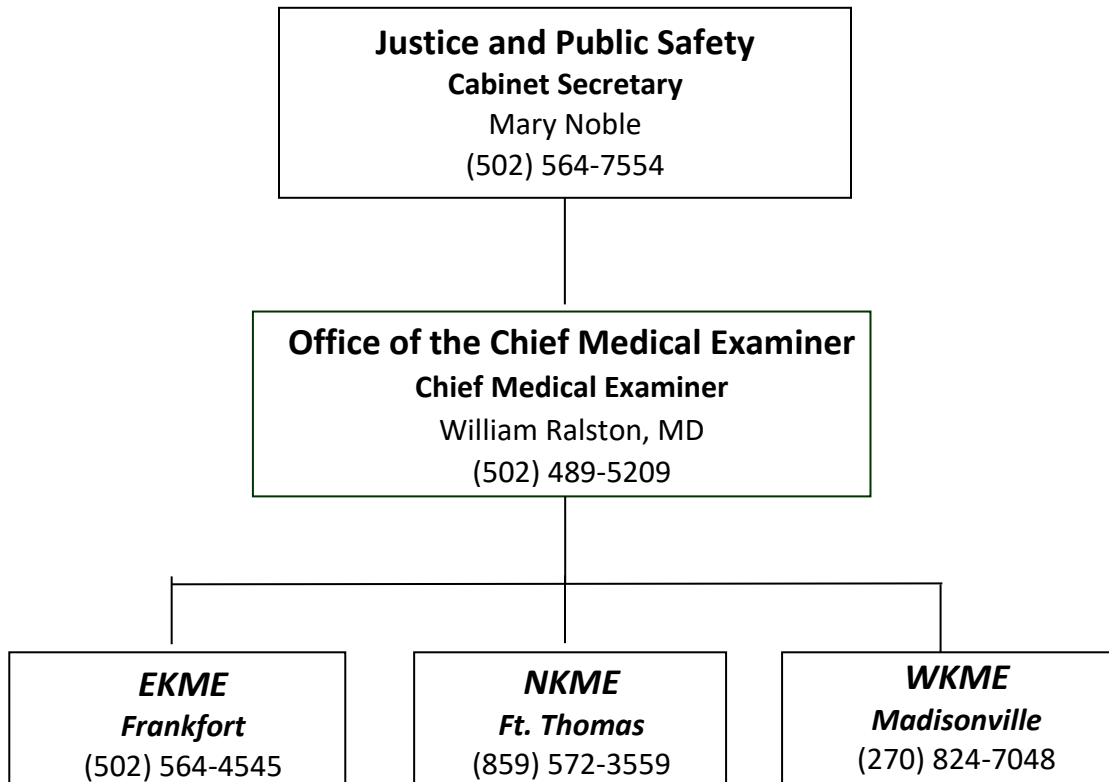 Justice and Public Safety
Cabinet Secretary
Mary Noble
(502) 564-7554
Office of the Chief Medical Examiner
Chief Medical Examiner
William Ralston, MD
(502) 489-5209
EKME
Frankfort
(502) 564-4545
NKME
Ft. Thomas
(859) 572-3559
WKME
Madisonville
(270) 824-7048